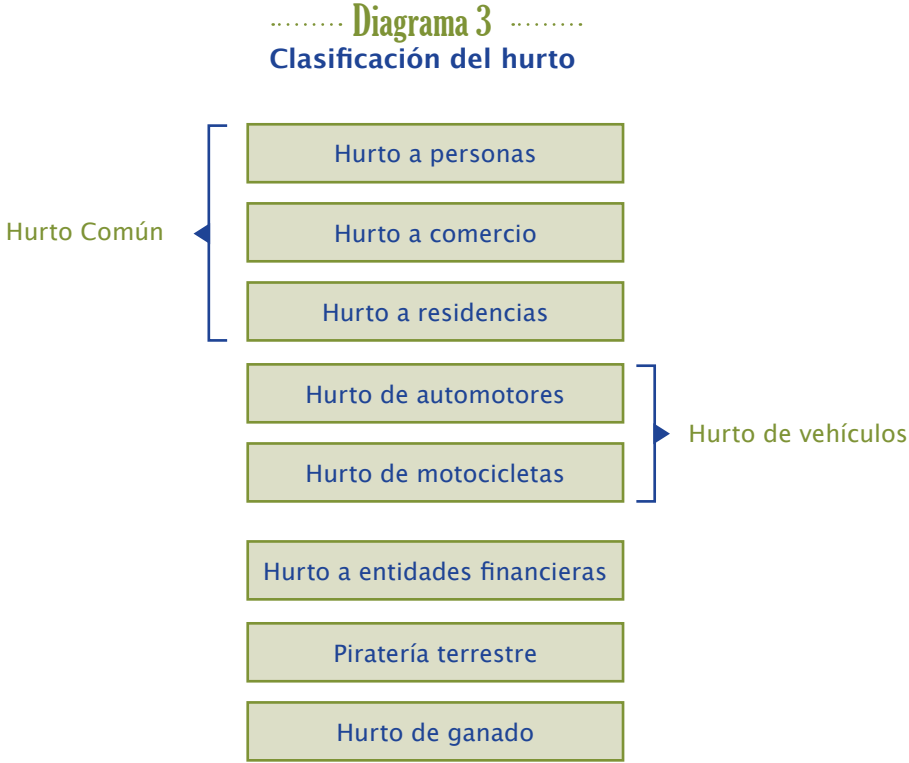 Diagrama 3
Clasificación del hurto
Hurto a personas
Hurto Común
Hurto a comercio
Hurto a residencias
Hurto de automotores
Hurto de vehículos
Hurto de motocicletas
Hurto a entidades financieras
Piratería terrestre
Hurto de ganado